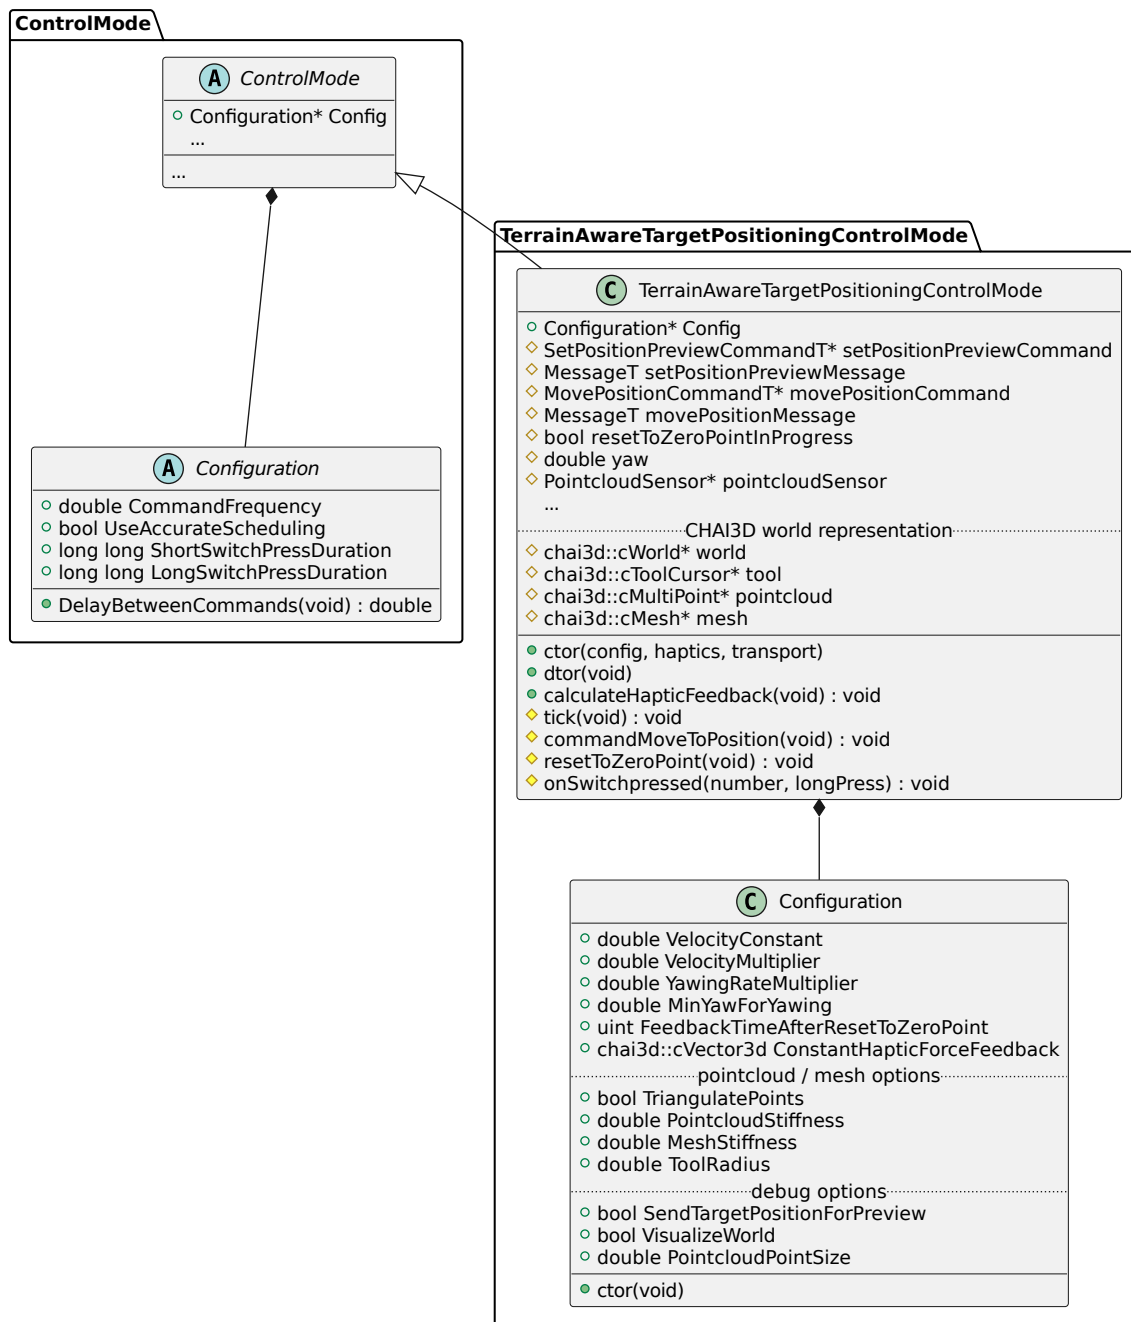 ControlMode
A ControlMode
Configuration* Config
...
...
TerrainAwareTargetPositioningControlMode
C TerrainAwareTargetPositioningControlMode
Configuration* Config
SetPositionPreviewCommandT* setPositionPreviewCommand
MessageT setPositionPreviewMessage
MovePositionCommandT* movePositionCommand
MessageT movePositionMessage
bool resetToZeroPointInProgress
double yaw
PointcloudSensor* pointcloudSensor
...
CHAI3D world representation
chai3d::cWorld* world
chai3d::cToolCursor* tool
chai3d::cMultiPoint* pointcloud
chai3d::cMesh* mesh
ctor(config, haptics, transport)
dtor(void)
calculateHapticFeedback(void) : void
tick(void) : void
commandMoveToPosition(void) : void
resetToZeroPoint(void) : void
onSwitchpressed(number, longPress) : void
A Configuration
double CommandFrequency
bool UseAccurateScheduling
long long ShortSwitchPressDuration
long long LongSwitchPressDuration
DelayBetweenCommands(void) : double
C Configuration
double VelocityConstant
double VelocityMultiplier
double YawingRateMultiplier
double MinYawForYawing
uint FeedbackTimeAfterResetToZeroPoint
chai3d::cVector3d ConstantHapticForceFeedback
pointcloud / mesh options
bool TriangulatePoints
double PointcloudStiffness
double MeshStiffness
double ToolRadius
debug options
bool SendTargetPositionForPreview
bool VisualizeWorld
double PointcloudPointSize
ctor(void)